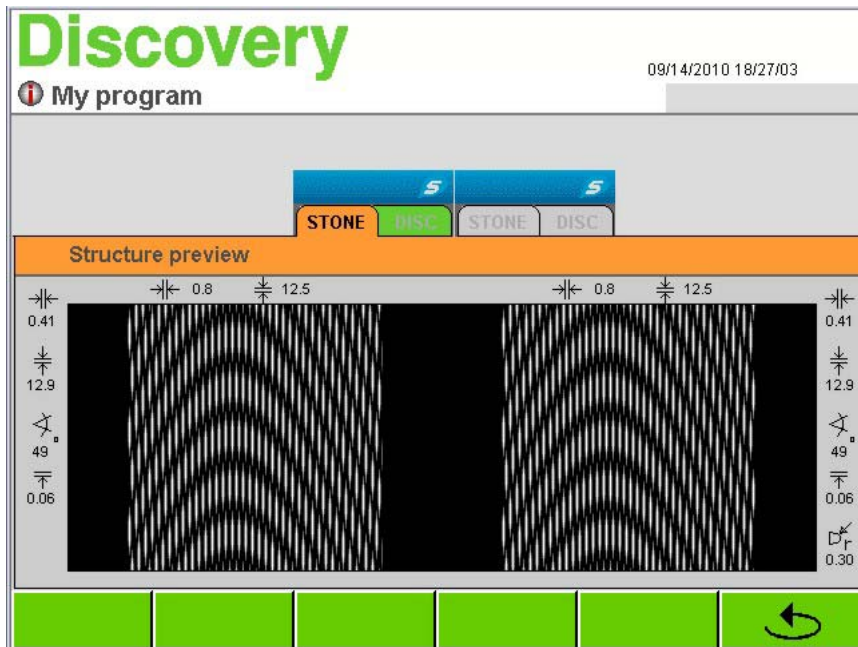 Discovery
09/14/2010 18/27/03
My program
S S
STONE DISC STONE DISC
Structure preview
0.8 12.5 0.8 12.5
0.41 0.41
12.9 12.9
49 49
0.06 0.06
r
0.30